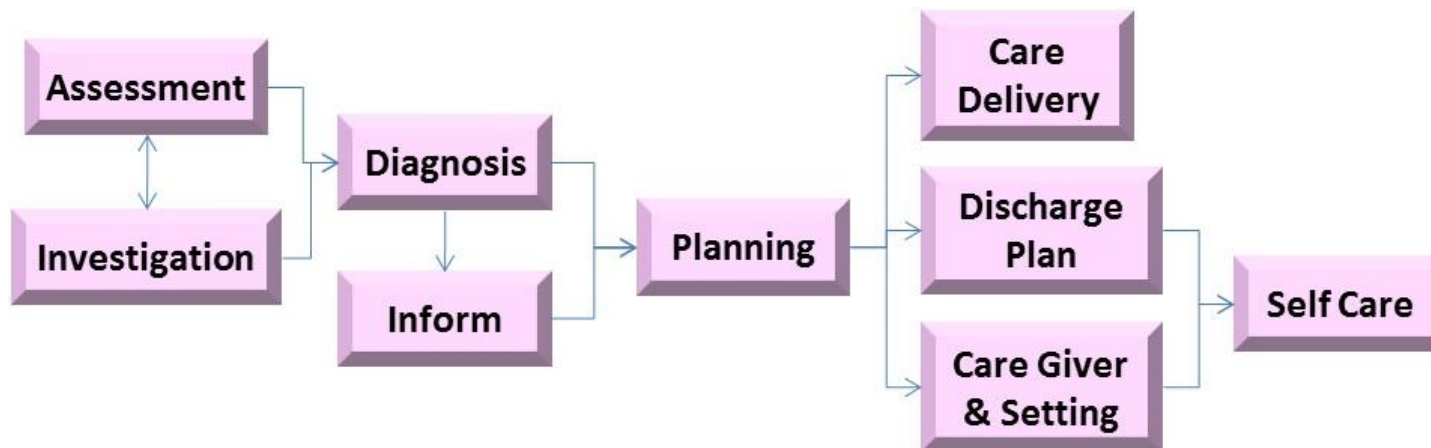 Assessment
Investigation
Diagnosis
Inform
Planning
Care
Delivery
Discharge
Plan
Care Giver
& Setting
Self Care